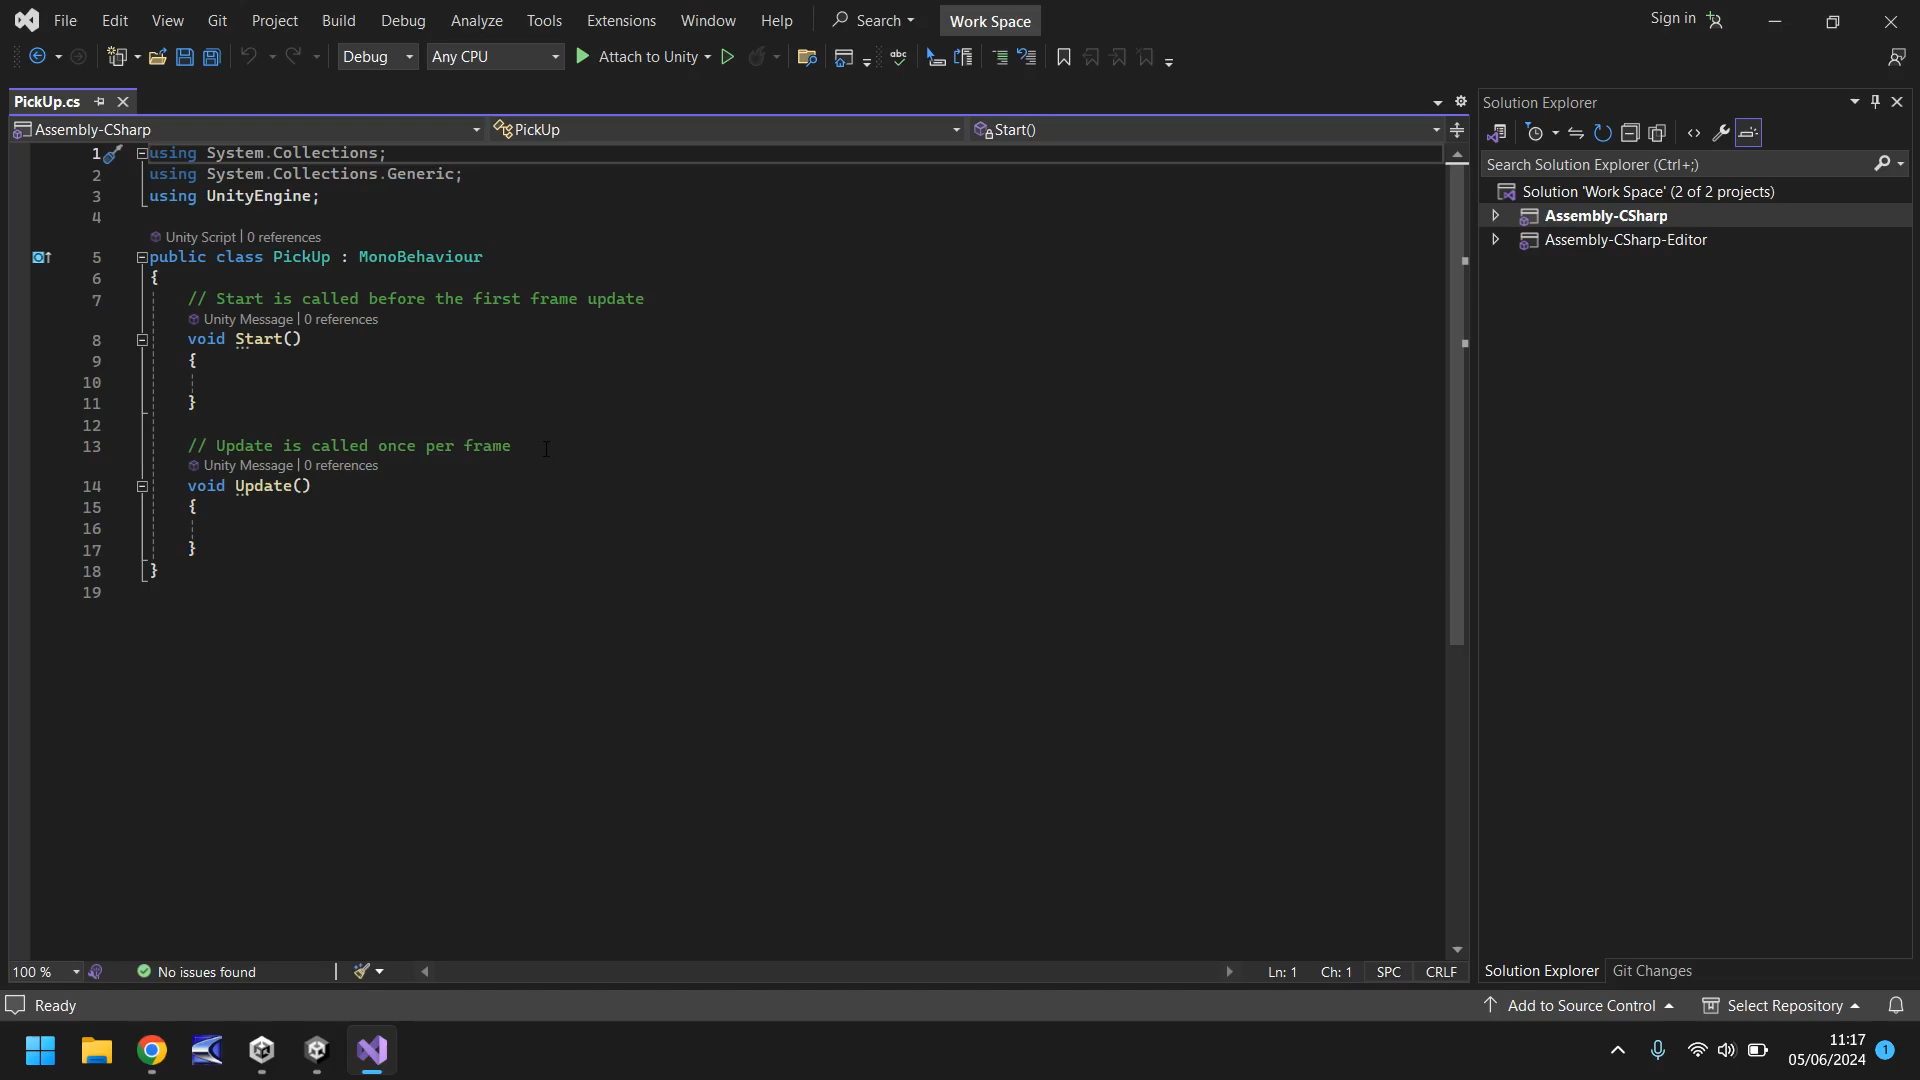 File Edit View Git Project Build Debug Analyze Tools Test Extensions Window Help Search Work Space Sign in
Debug Any CPU Attach to Unity abc
PickUp.cs
Assembly-CSharp PickUp Start()
1 using System.Collections;
2 using System.Collections.Generic;
3 using UnityEngine;
4
Unity Script | 0 references
5 public class PickUp : MonoBehaviour
6 {
7 // Start is called before the first frame update
Unity Message | 0 references
8 void Start()
9 {
10
11 }
12
13 // Update is called once per frame
Unity Message | 0 references
14 void Update()
15 {
16
17 }
18 }
19
100 % No issues found Ln: 1 Ch: 1 SPC CRLF
Solution Explorer
Search Solution Explorer (Ctrl+;)
Solution 'Work Space' (2 of 2 projects)
Assembly-CSharp
Assembly-CSharp-Editor
Solution Explorer Git Changes
Ready Add to Source Control Select Repository
11:17
05/06/2024 1